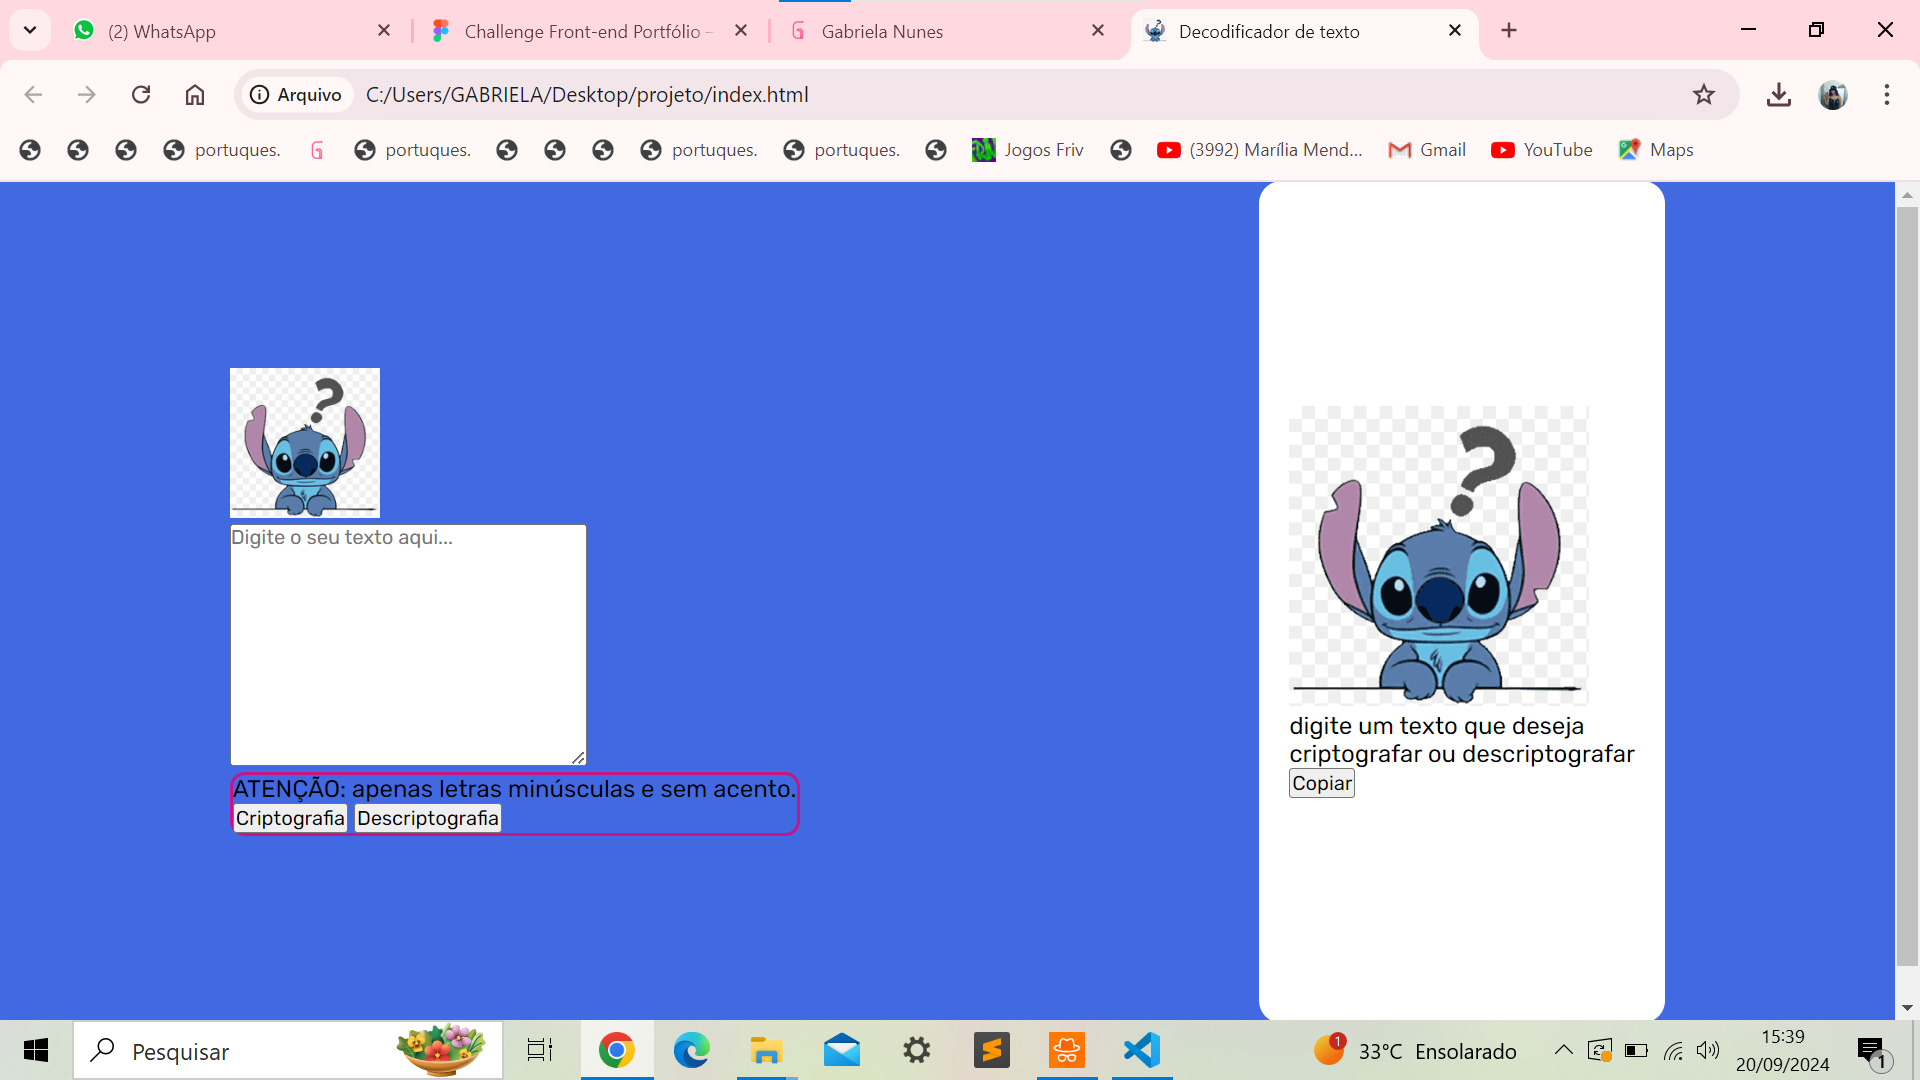 (2) WhatsApp
Challenge Front-end Portfólio –
Gabriela Nunes
Decodificador de texto
Arquivo
C:/Users/GABRIELA/Desktop/projeto/index.html
portuques.
portuques.
portuques.
portuques.
Jogos Friv
(3992) Marília Mend...
Gmail
YouTube
Maps
?
Digite o seu texto aqui...
ATENÇÃO: apenas letras minúsculas e sem acento.
Criptografia Descriptografia
?
digite um texto que deseja
criptografar ou descriptografar
Copiar
Pesquisar
1
33°C Ensolarado
15:39
20/09/2024
1